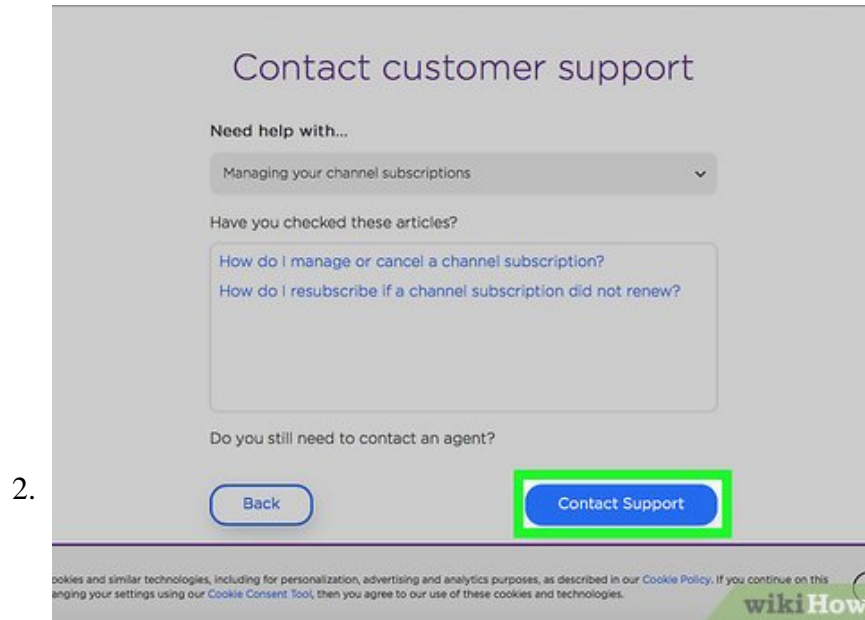 Contact customer support
Need help with...
Managing your channel subscriptions
Have you checked these articles?
How do I manage or cancel a channel subscription?
How do I resubscribe if a channel subscription did not renew?
Do you still need to contact an agent?
2.
Back Contact Support
ookies and similar technologies, including for personalization, advertising and analytics purposes, as described in our Cookie Policy. If you continue on this
anging your settings using our Cookie Consent Tool, then you agree to our use of these cookies and technologies.
wikiHow